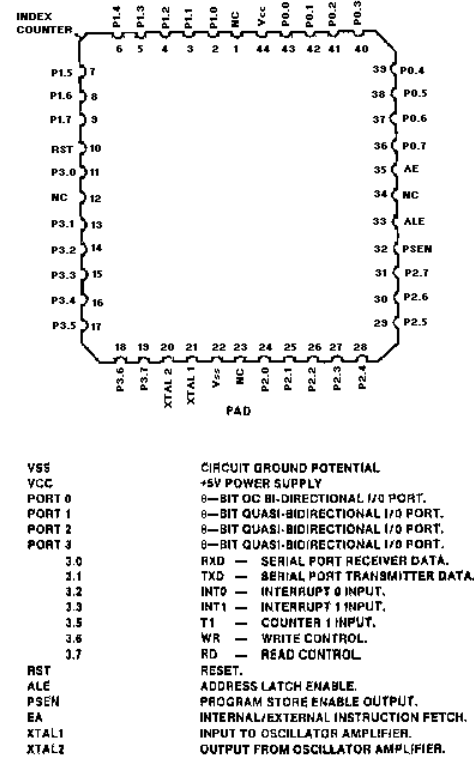 INDEX
COUNTER
P1.4 P1.3 P1.2 P1.1 P1.0 NC Vcc P0.0 P0.1 P0.2 P0.3
6 5 4 3 2 1 44 43 42 41 40
P1.5 7 39 P0.4
P1.6 8 38 P0.5
P1.7 9 37 P0.6
RST 10 36 P0.7
P3.0 11 35 AE
NC 12 34 NC
P3.1 13 33 ALE
P3.2 14 32 PSEN
P3.3 15 31 P2.7
P3.4 16 30 P2.6
P3.5 17 29 P2.5
18 19 20 21 22 23 24 25 26 27 28
P3.6 P3.7 XTAL 2 XTAL 1 Vss NC P2.0 P2.1 P2.2 P2.3 P2.4
PAD
VSS CIRCUIT GROUND POTENTIAL
VCC +5V POWER SUPPLY
PORT 0 8—BIT OC BI-DIRECTIONAL I/O PORT.
PORT 1 8—BIT QUASI-BIDIRECTIONAL I/O PORT.
PORT 2 8—BIT QUASI-BIDIRECTIONAL I/O PORT.
PORT 3 8—BIT QUASI-BIDIRECTIONAL I/O PORT.
3.0 RXD — SERIAL PORT RECEIVER DATA.
3.1 TXD — SERIAL PORT TRANSMITTER DATA.
3.2 INT0 — INTERRUPT 0 INPUT.
3.3 INT1 — INTERRUPT 1 INPUT.
3.5 T1 — COUNTER 1 INPUT.
3.6 WR — WRITE CONTROL.
3.7 RD — READ CONTROL.
RST RESET.
ALE ADDRESS LATCH ENABLE.
PSEN PROGRAM STORE ENABLE OUTPUT.
EA INTERNAL/EXTERNAL INSTRUCTION FETCH.
XTAL1 INPUT TO OSCILLATOR AMPLIFIER.
XTAL2 OUTPUT FROM OSCILLATOR AMPLIFIER.